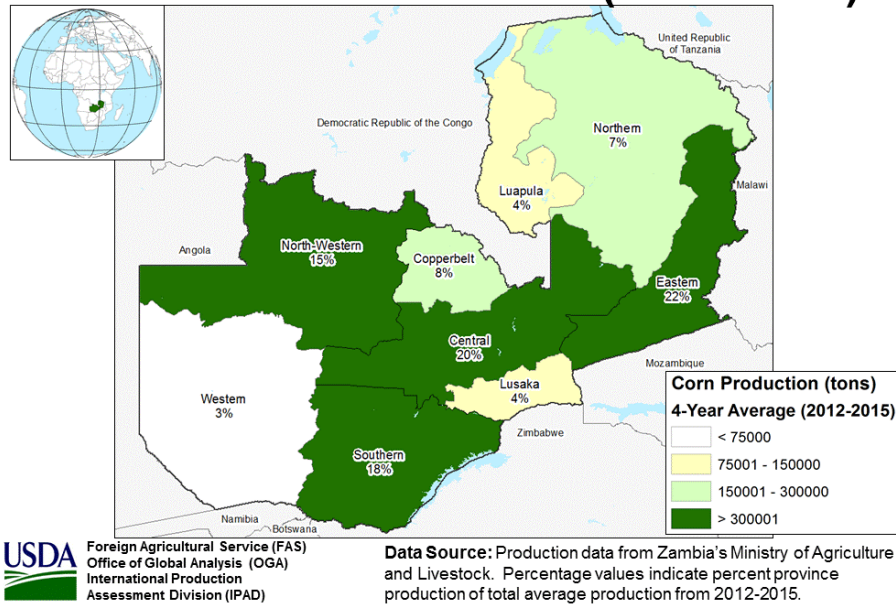 United Republic
of Tanzania
Democratic Republic of the Congo
Northern
7%
Malawi
Luapula
4%
Angola
North-Western
15%
Copperbelt
8%
Eastern
22%
Central
20%
Mozambique
Western
3%
Lusaka
4%
Zimbabwe
Southern
18%
Namibia
Botswana
Corn Production (tons)
4-Year Average (2012-2015)
< 75000
75001 - 150000
150001 - 300000
> 300001
USDA
Foreign Agricultural Service (FAS)
Office of Global Analysis (OGA)
International Production
Assessment Division (IPAD)
Data Source: Production data from Zambia's Ministry of Agriculture
and Livestock. Percentage values indicate percent province
production of total average production from 2012-2015.